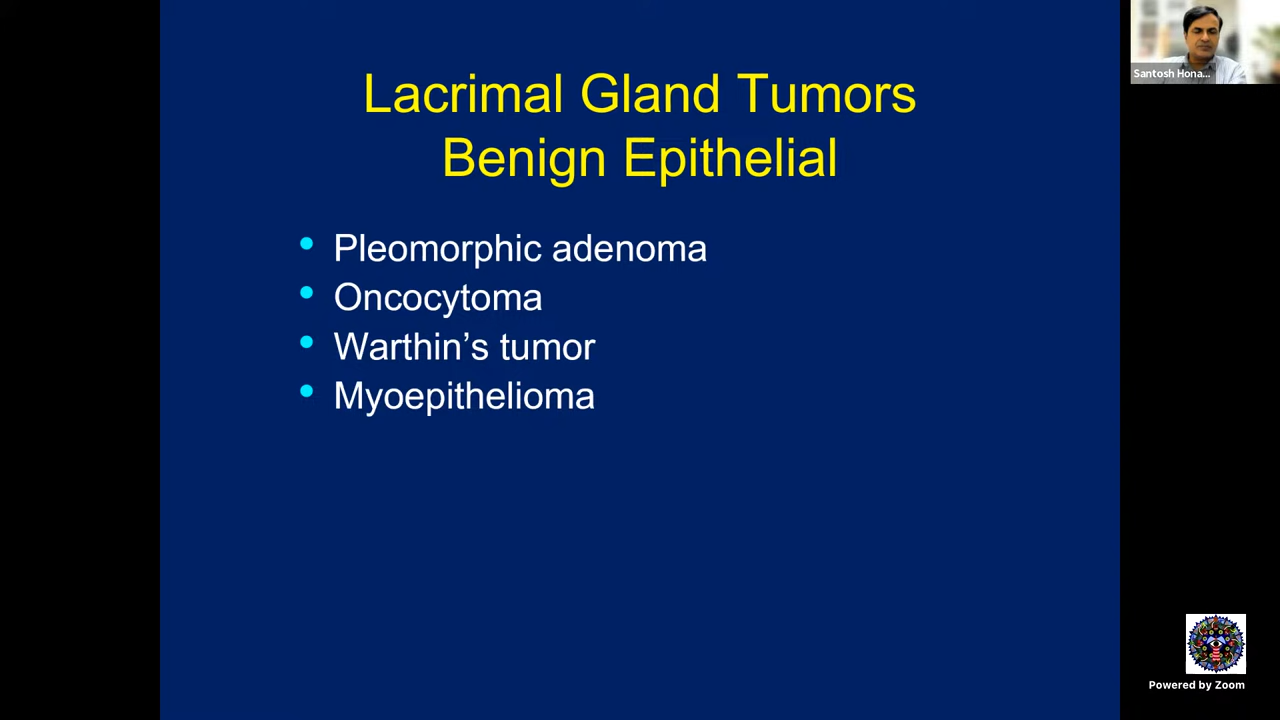 Lacrimal Gland Tumors
Benign Epithelial
• Pleomorphic adenoma
• Oncocytoma
• Warthin’s tumor
• Myoepithelioma
Santosh Hona...
Powered by Zoom